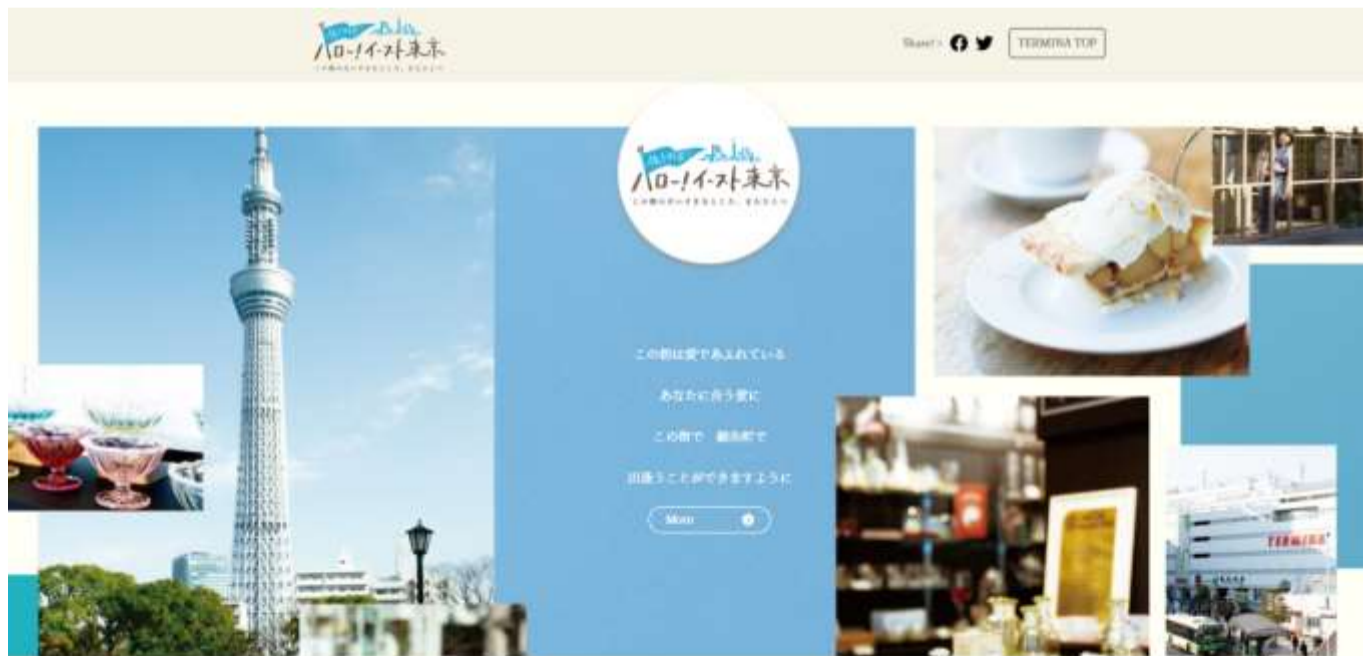 ハロー!イースト東京
Share!
TERMINA TOP
ハロー!イースト東京
この街は愛であふれている
あなたに合う愛に
この街で 錦糸町で
出逢うことができますように
More
TERMINA